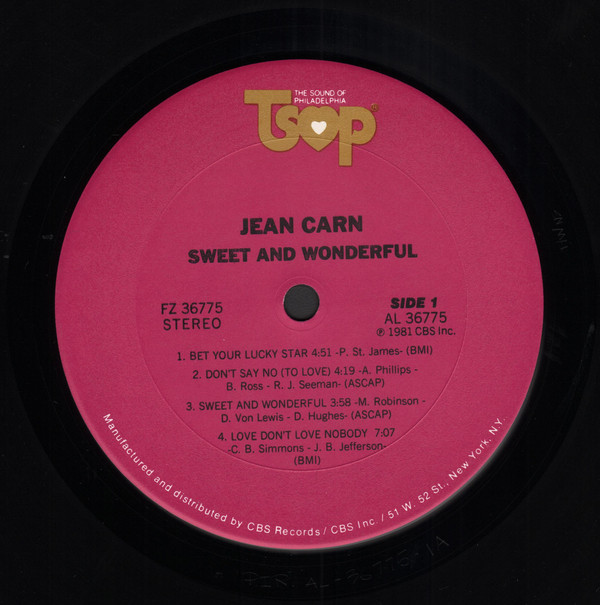 THE SOUND OF
PHILADELPHIA
TSOP®
JEAN CARN
SWEET AND WONDERFUL
FZ 36775
STEREO
SIDE 1
AL 36775
℗ 1981 CBS Inc.
1. BET YOUR LUCKY STAR 4:51 -P. St. James- (BMI)
2. DON'T SAY NO (TO LOVE) 4:19 -A. Phillips -
B. Ross - R. J. Seeman- (ASCAP)
3. SWEET AND WONDERFUL 3:58 -M. Robinson -
D. Von Lewis - D. Hughes- (ASCAP)
4. LOVE DON'T LOVE NOBODY 7:07
-C. B. Simmons - J. B. Jefferson-
(BMI)
Manufactured and distributed by CBS Records / CBS Inc. / 51 W. 52 St., New York, N.Y.